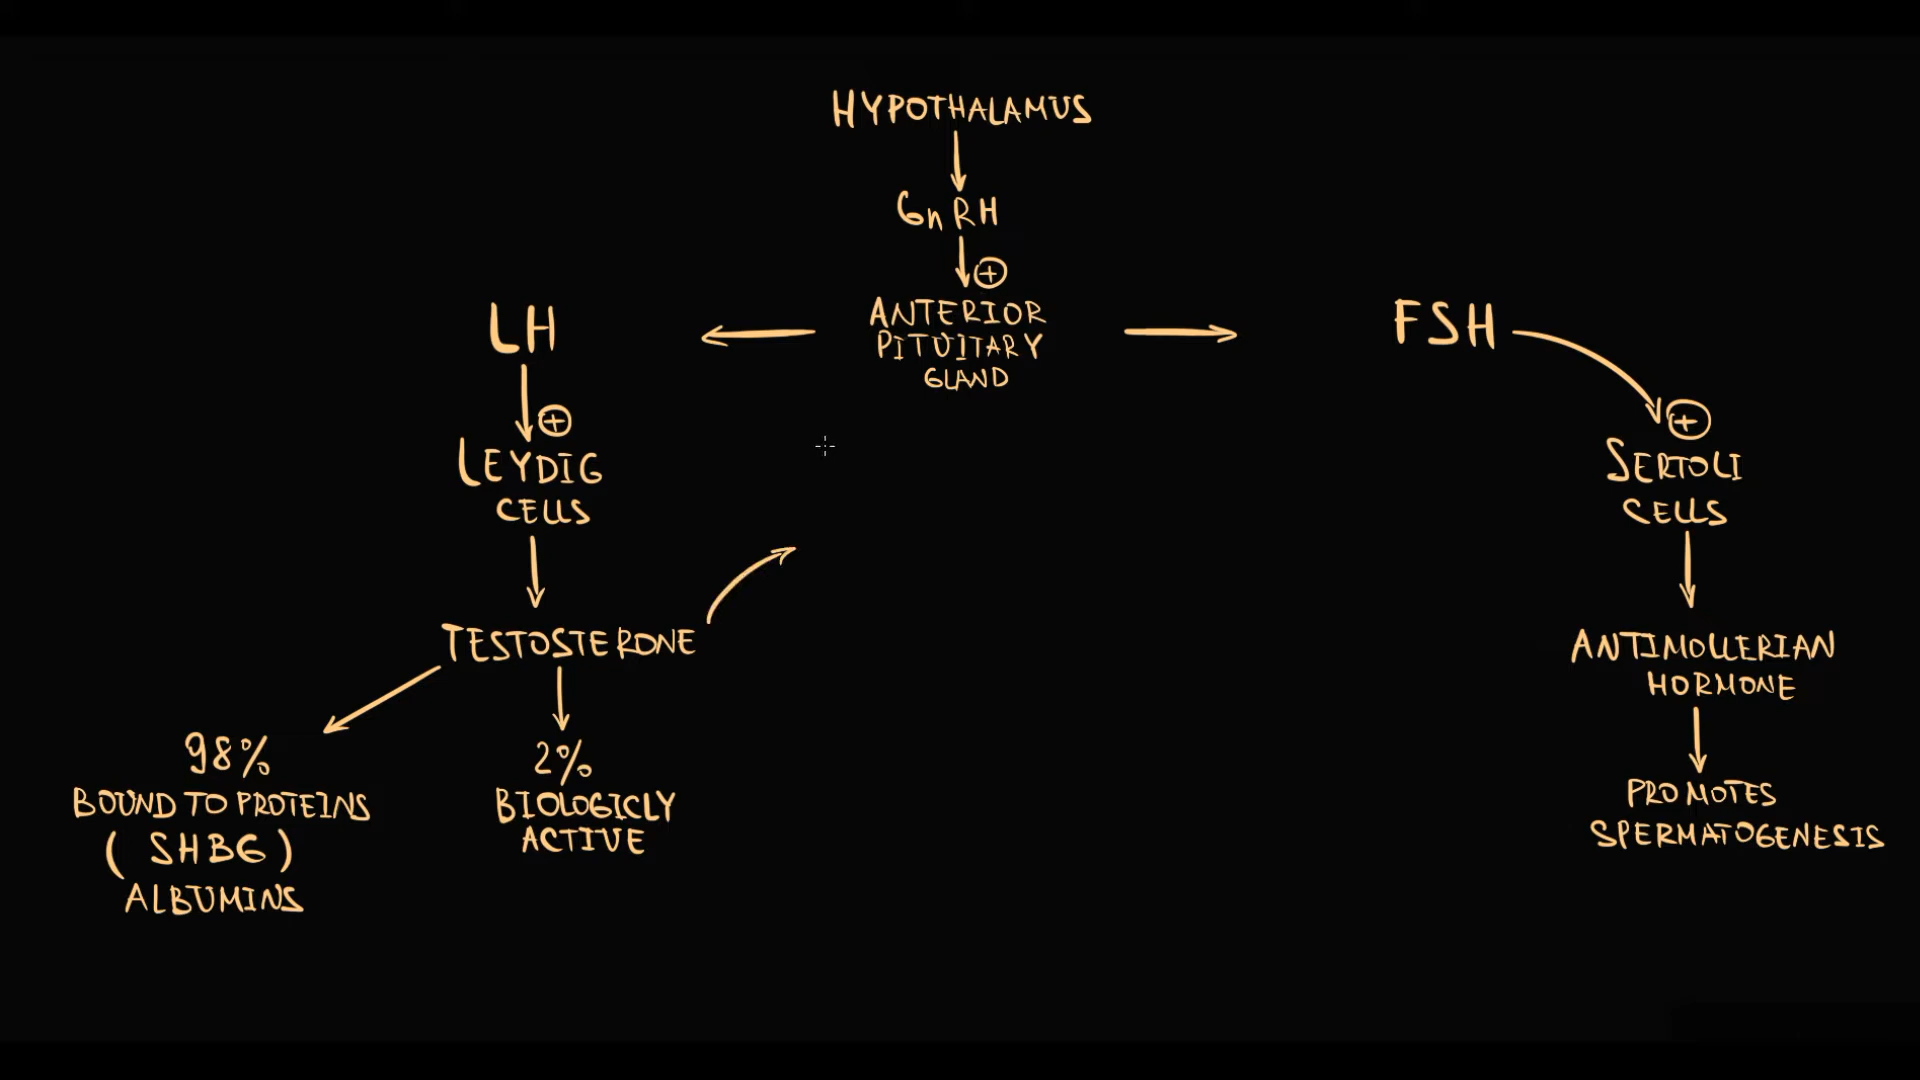 HYPOTHALAMUS
GnRH
+
ANTERIOR
PITUITARY
GLAND
LH
+
LEYDIG
CELLS
TESTOSTERONE
98%
BOUND TO PROTEINS
(SHBG)
ALBUMINS
2%
BIOLOGICLY
ACTIVE
FSH
+
SERTOLI
CELLS
ANTIMOLLERIAN
HORMONE
PROMOTES
SPERMATOGENESIS